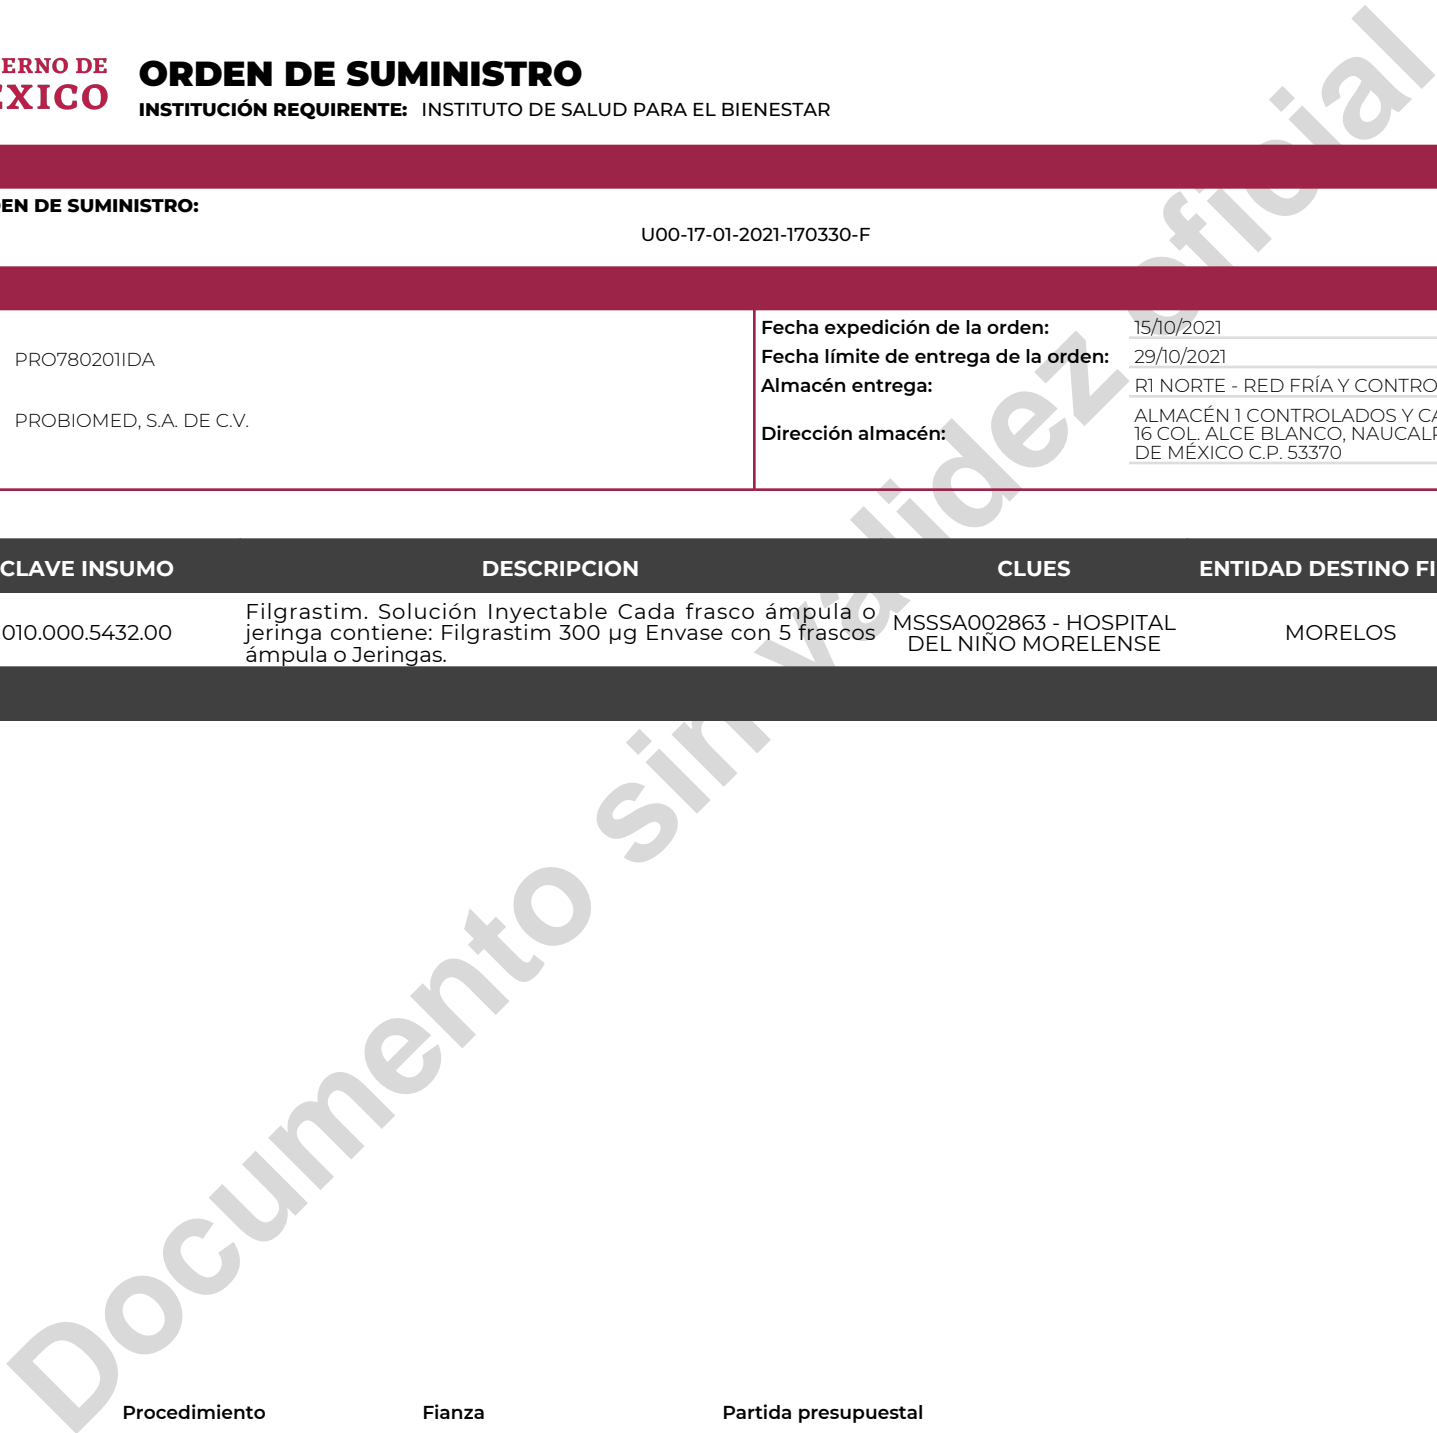 ERNO DE
ÉXICO
ORDEN DE SUMINISTRO
INSTITUCIÓN REQUIRENTE: INSTITUTO DE SALUD PARA EL BIENESTAR
EN DE SUMINISTRO:
U00-17-01-2021-170330-F
PRO780201IDA
PROBIOMED, S.A. DE C.V.
Fecha expedición de la orden: 15/10/2021
Fecha límite de entrega de la orden: 29/10/2021
Almacén entrega: R1 NORTE - RED FRÍA Y CONTRO
Dirección almacén: ALMACÉN 1 CONTROLADOS Y CA
16 COL. ALCE BLANCO, NAUCALP
DE MÉXICO C.P. 53370
CLAVE INSUMO DESCRIPCION CLUES ENTIDAD DESTINO FI
010.000.5432.00
Filgrastim. Solución Inyectable Cada frasco ámpula o
jeringa contiene: Filgrastim 300 µg Envase con 5 frascos
ámpula o Jeringas.
MSSSA002863 - HOSPITAL
DEL NIÑO MORELENSE
MORELOS
Documento sin validez oficial
Procedimiento Fianza Partida presupuestal